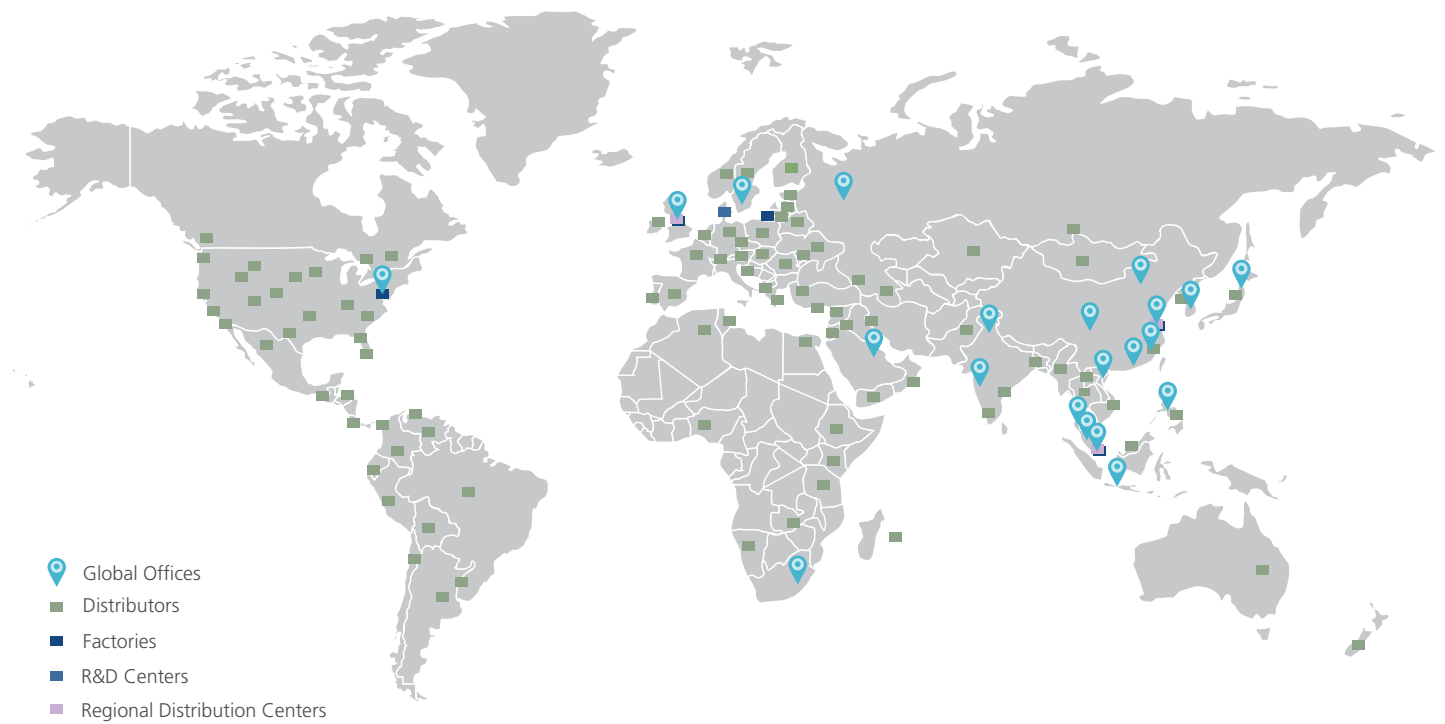 Global Offices
Distributors
Factories
R&D Centers
Regional Distribution Centers